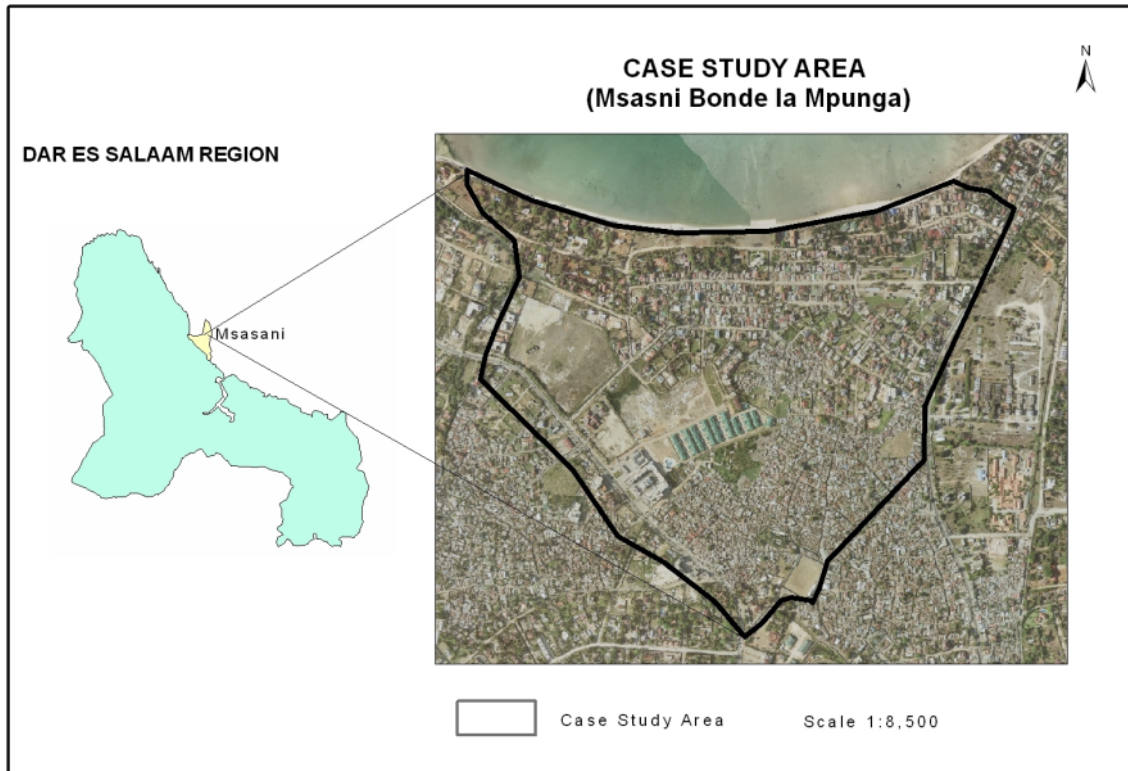 CASE STUDY AREA
(Msasni Bonde la Mpunga)
N
DAR ES SALAAM REGION
Msasani
Case Study Area
Scale 1:8,500